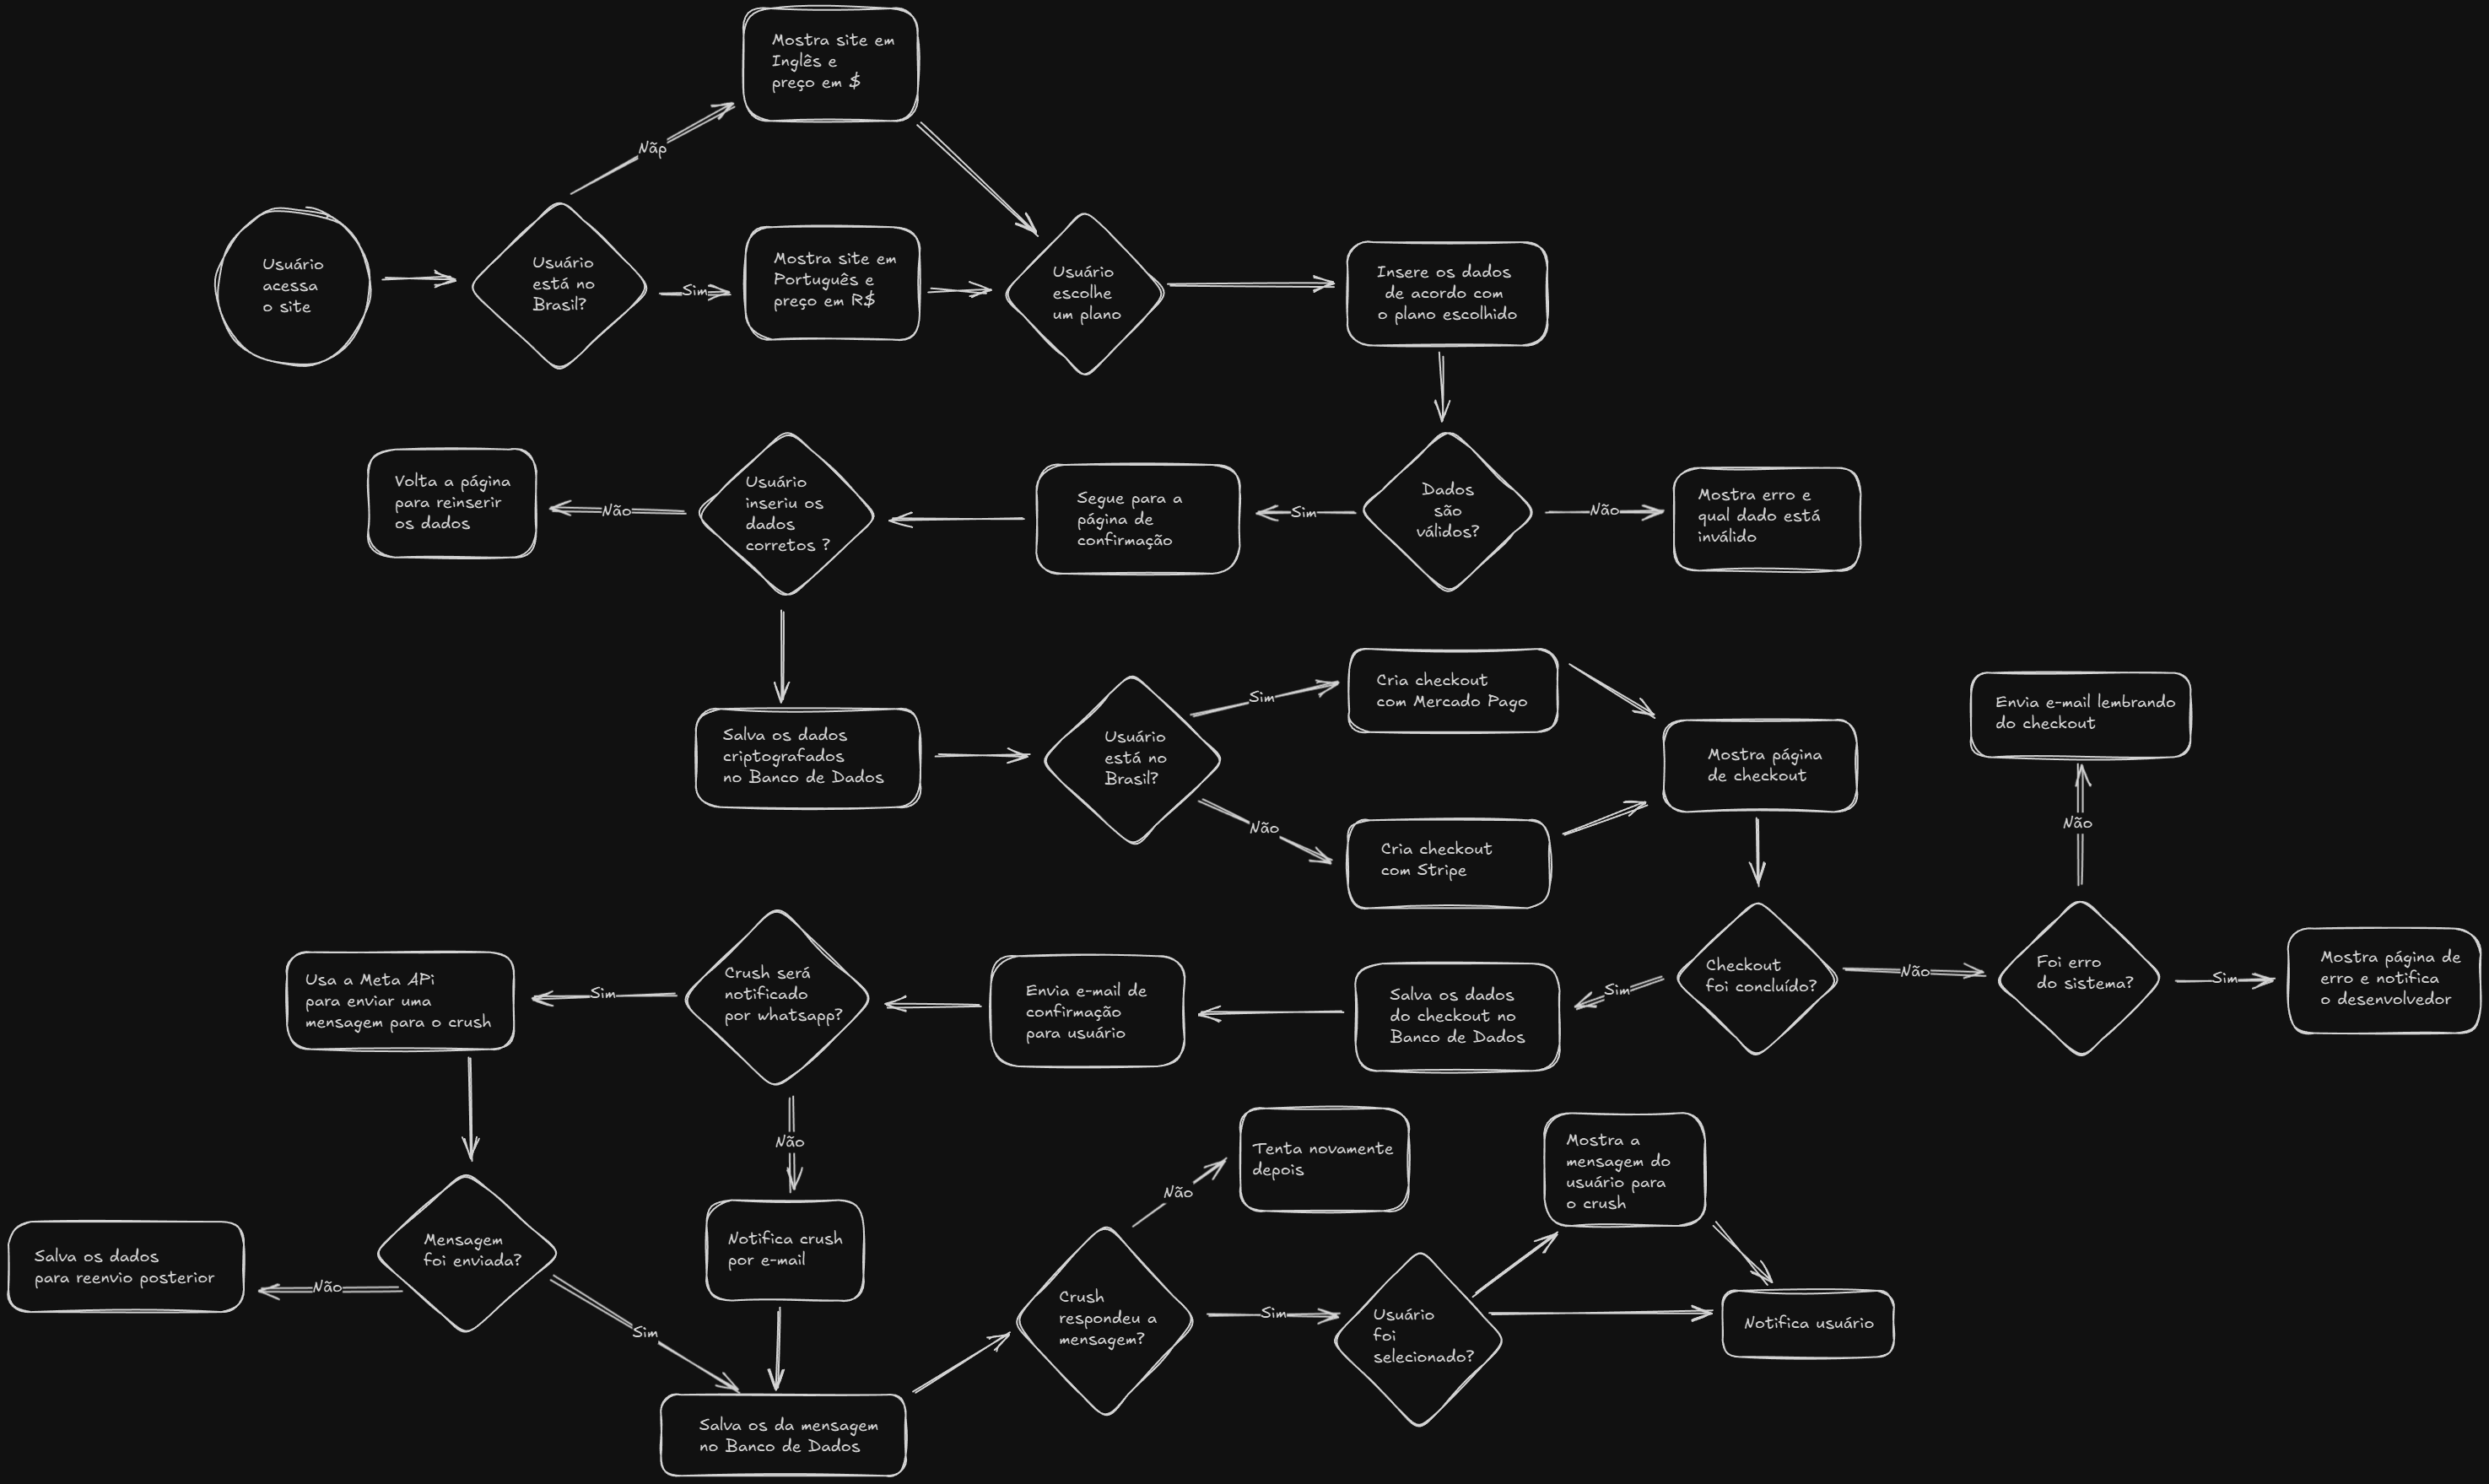 Mostra site em
Inglês e
preço em $
Nãp
Usuário
acessa
o site
Usuário
está no
Brasil?
Sim
Mostra site em
Português e
preço em R$
Usuário
escolhe
um plano
Insere os dados
de acordo com
o plano escolhido
Volta a página
para reinserir
os dados
Não
Usuário
inseriu os
dados
corretos ?
Segue para a
página de
confirmação
Sim
Dados
são
válidos?
Não
Mostra erro e
qual dado está
inválido
Salva os dados
criptografados
no Banco de Dados
Usuário
está no
Brasil?
Sim
Cria checkout
com Mercado Pago
Não
Cria checkout
com Stripe
Mostra página
de checkout
Envia e-mail lembrando
do checkout
Não
Usa a Meta APi
para enviar uma
mensagem para o crush
Sim
Crush será
notificado
por whatsapp?
Envia e-mail de
confirmação
para usuário
Salva os dados
do checkout no
Banco de Dados
Sim
Checkout
foi concluído?
Não
Foi erro
do sistema?
Sim
Mostra página de
erro e notifica
o desenvolvedor
Não
Salva os dados
para reenvio posterior
Não
Mensagem
foi enviada?
Sim
Notifica crush
por e-mail
Salva os da mensagem
no Banco de Dados
Crush
respondeu a
mensagem?
Não
Tenta novamente
depois
Sim
Usuário
foi
selecionado?
Mostra a
mensagem do
usuário para
o crush
Notifica usuário